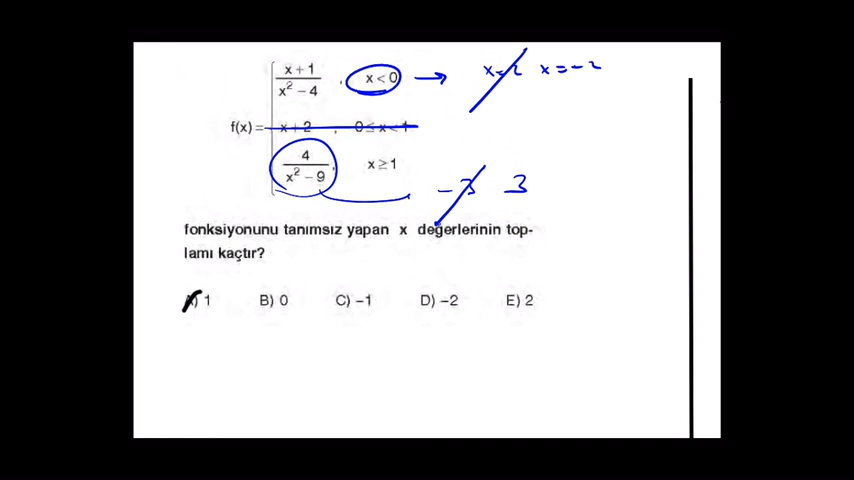 x + 1
x² − 4 , x < 0 → x = 2 x = −2
f(x) = x + 2 , 0 ≤ x < 1
4
x² − 9 , x ≥ 1 −3 3
fonksiyonunu tanımsız yapan x değerlerinin top-
lamı kaçtır?
A) 1 B) 0 C) −1 D) −2 E) 2